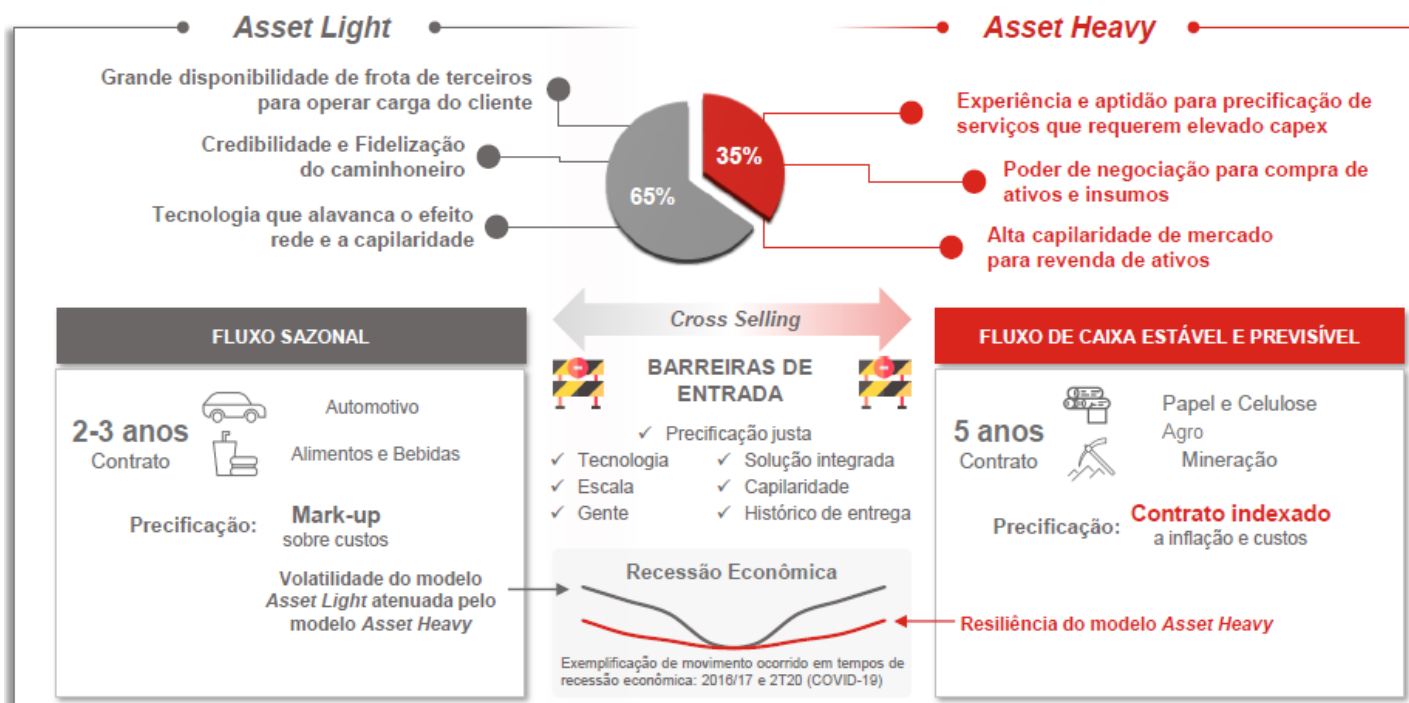 Asset Light
Grande disponibilidade de frota de terceiros
para operar carga do cliente
Credibilidade e Fidelização
do caminhoneiro
Tecnologia que alavanca o efeito
rede e a capilaridade
65%
35%
Asset Heavy
Experiência e aptidão para precificação de
serviços que requerem elevado capex
Poder de negociação para compra de
ativos e insumos
Alta capilaridade de mercado
para revenda de ativos
FLUXO SAZONAL
2-3 anos
Contrato
Automotivo
Alimentos e Bebidas
Precificação:
Mark-up
sobre custos
Volatilidade do modelo
Asset Light atenuada pelo
modelo Asset Heavy
Cross Selling
BARREIRAS DE
ENTRADA
✓ Precificação justa
✓ Tecnologia
✓ Solução integrada
✓ Escala
✓ Capilaridade
✓ Gente
✓ Histórico de entrega
Recessão Econômica
Exemplificação de movimento ocorrido em tempos de
recessão econômica: 2016/17 e 2T20 (COVID-19)
FLUXO DE CAIXA ESTÁVEL E PREVISÍVEL
5 anos
Contrato
Papel e Celulose
Agro
Mineração
Precificação:
Contrato indexado
a inflação e custos
Resiliência do modelo Asset Heavy